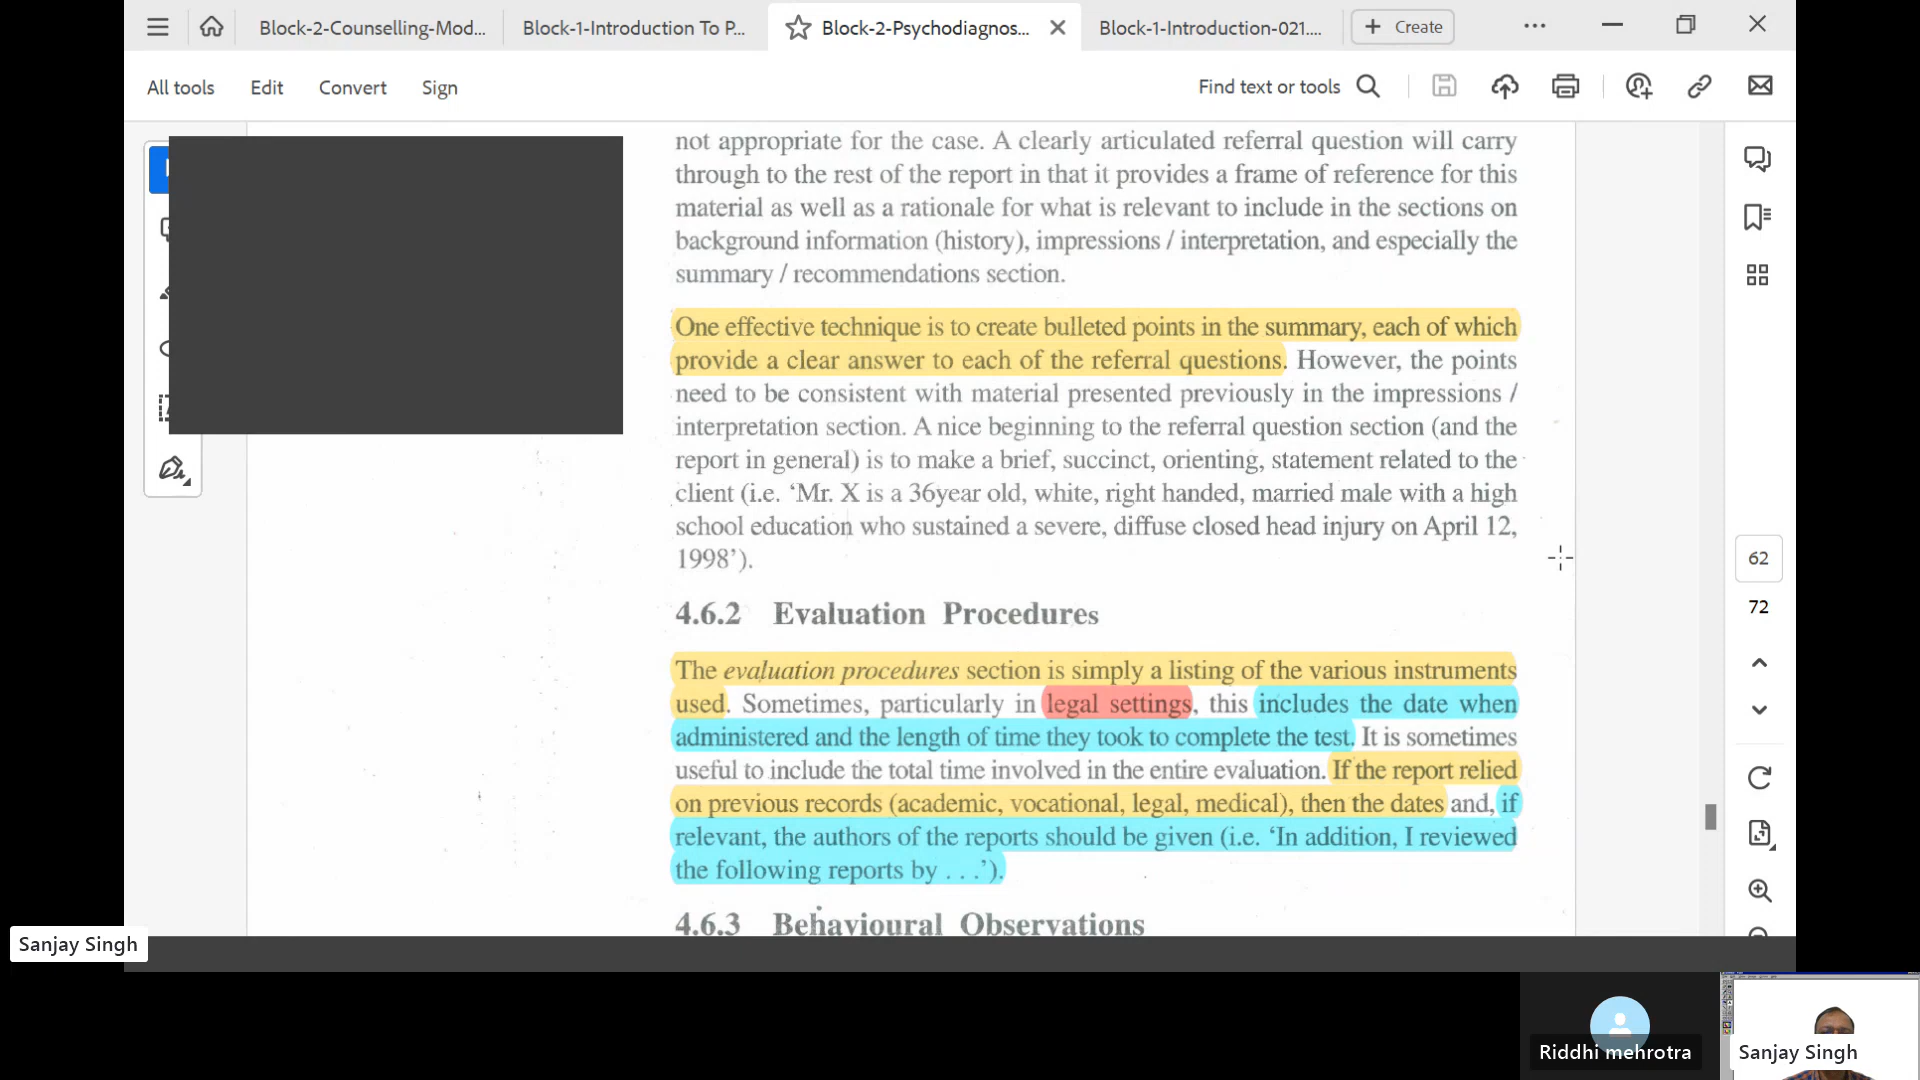 Block-2-Counselling-Mod...
Block-1-Introduction To P...
Block-2-Psychodiagnos...
Block-1-Introduction-021....
Create
All tools
Edit
Convert
Sign
Find text or tools
not appropriate for the case. A clearly articulated referral question will carry
through to the rest of the report in that it provides a frame of reference for this
material as well as a rationale for what is relevant to include in the sections on
background information (history), impressions / interpretation, and especially the
summary / recommendations section.
One effective technique is to create bulleted points in the summary, each of which
provide a clear answer to each of the referral questions. However, the points
need to be consistent with material presented previously in the impressions /
interpretation section. A nice beginning to the referral question section (and the
report in general) is to make a brief, succinct, orienting, statement related to the
client (i.e. ‘Mr. X is a 36year old, white, right handed, married male with a high
school education who sustained a severe, diffuse closed head injury on April 12,
1998’).
4.6.2 Evaluation Procedures
The evaluation procedures section is simply a listing of the various instruments
used. Sometimes, particularly in legal settings, this includes the date when
administered and the length of time they took to complete the test. It is sometimes
useful to include the total time involved in the entire evaluation. If the report relied
on previous records (academic, vocational, legal, medical), then the dates and, if
relevant, the authors of the reports should be given (i.e. ‘In addition, I reviewed
the following reports by . . .’).
4.6.3 Behavioural Observations
62
72
Sanjay Singh
Riddhi mehrotra
Sanjay Singh